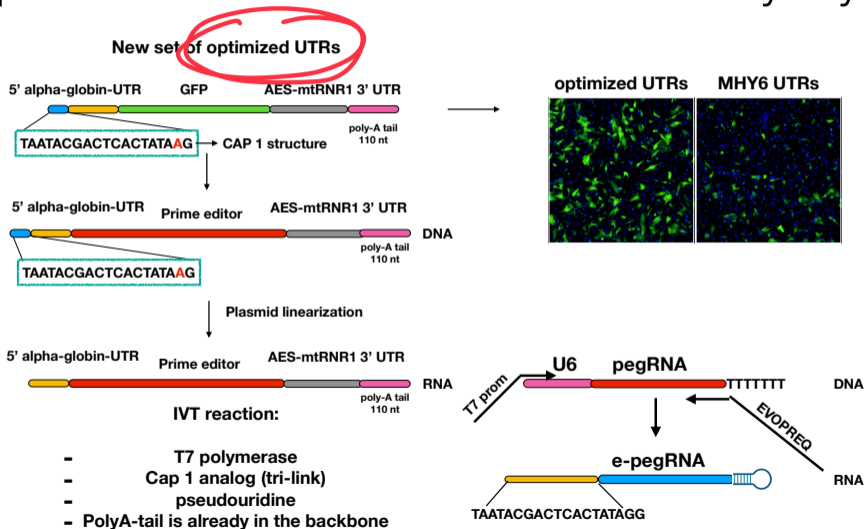 New set of optimized UTRs
5' alpha-globin-UTR GFP AES-mtRNR1 3' UTR
poly-A tail
110 nt
TAATACGACTCACTATAAG CAP 1 structure
optimized UTRs MHY6 UTRs
5' alpha-globin-UTR Prime editor AES-mtRNR1 3' UTR
DNA
poly-A tail
110 nt
TAATACGACTCACTATAAG
Plasmid linearization
5' alpha-globin-UTR Prime editor AES-mtRNR1 3' UTR
RNA
poly-A tail
110 nt
IVT reaction:
- T7 polymerase
- Cap 1 analog (tri-link)
- pseudouridine
- PolyA-tail is already in the backbone
T7 prom
U6 pegRNA
TTTTTTT DNA
EVOPREQ
e-pegRNA
RNA
TAATACGACTCACTATAGG